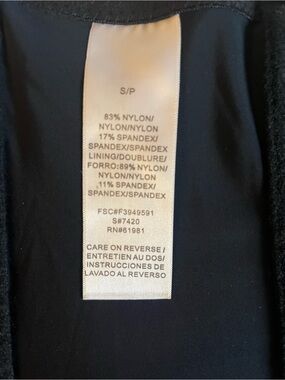 S/P
83% NYLON/
NYLON/NYLON
17% SPANDEX/
SPANDEX/SPANDEX
LINING/DOUBLURE/
FORRO:89% NYLON/
NYLON/NYLON
11% SPANDEX/
SPANDEX/SPANDEX
FSC#F3949591
S#7420
RN#61981
CARE ON REVERSE /
ENTRETIEN AU DOS/
INSTRUCCIONES DE
LAVADO AL REVERSO